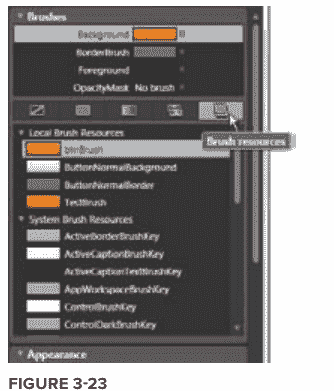 Brushes
Background
BorderBrush
Foreground
OpacityMask No brush
Brush resources
Local Brush Resources
btnBrush
ButtonNormalBackground
ButtonNormalBorder
TestBrush
System Brush Resources
ActiveBorderBrushKey
ActiveCaptionBrushKey
ActiveCaptionTextBrushKey
AppWorkspaceBrushKey
ControlBrushKey
ControlDarkBrushKey
Appearance
FIGURE 3-23